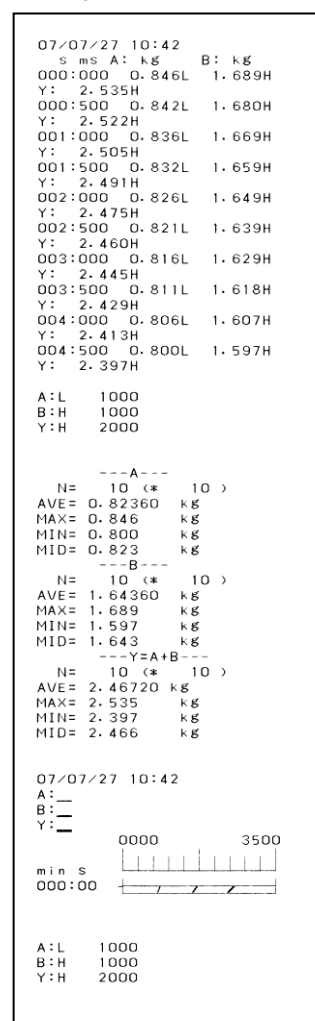 07/07/27 10:42
s mS A: kg B: kg
000:000 0.846L 1.689H
Y: 2.535H
000:500 0.842L 1.680H
Y: 2.522H
001:000 0.836L 1.669H
Y: 2.505H
001:500 0.832L 1.659H
Y: 2.491H
002:000 0.826L 1.649H
Y: 2.475H
002:500 0.821L 1.639H
Y: 2.460H
003:000 0.816L 1.629H
Y: 2.445H
003:500 0.811L 1.618H
Y: 2.429H
004:000 0.806L 1.607H
Y: 2.413H
004:500 0.800L 1.597H
Y: 2.397H
A:L 1000
B:H 1000
Y:H 2000
---A---
N= 10 (* 10 )
AVE= 0.82360 kg
MAX= 0.846 kg
MIN= 0.800 kg
MID= 0.823 kg
---B---
N= 10 (* 10 )
AVE= 1.64360 kg
MAX= 1.689 kg
MIN= 1.597 kg
MID= 1.643 kg
---Y=A+B---
N= 10 (* 10 )
AVE= 2.46720 kg
MAX= 2.535 kg
MIN= 2.397 kg
MID= 2.466 kg
07/07/27 10:42
A:
B:
Y:
0000 3500
min S
000:00
A:L 1000
B:H 1000
Y:H 2000